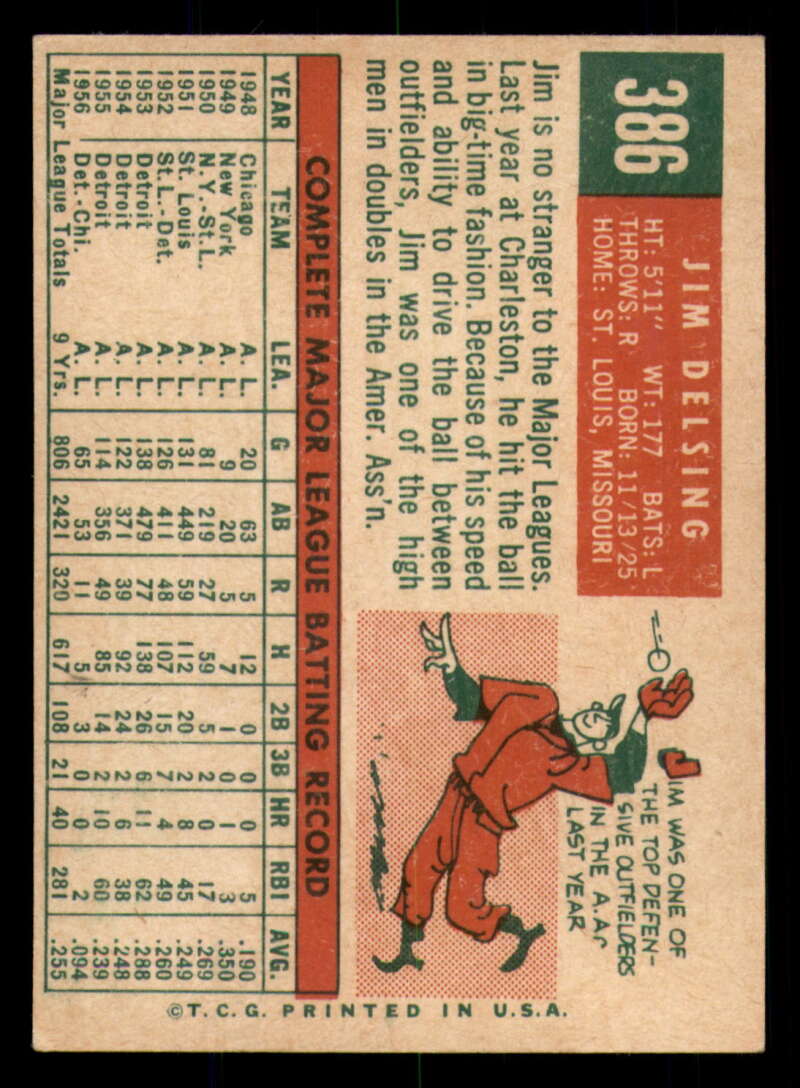 386
JIM DELSING
HT: 5'11" WT: 177 BATS: L
THROWS: R BORN: 11/13/25
HOME: ST. LOUIS, MISSOURI
Jim is no stranger to the Major Leagues.
Last year at Charleston, he hit the ball
in big-time fashion. Because of his speed
and ability to drive the ball between
outfielders, Jim was one of the high
men in doubles in the Amer. Ass'n.
JIM WAS ONE OF
THE TOP DEFEN-
SIVE OUTFIELDERS
IN THE A.A.
LAST YEAR
COMPLETE MAJOR LEAGUE BATTING RECORD
YEAR TEAM LEA. G AB R H 2B 3B HR RBI AVG.
1948 Chicago A. L. 20 63 5 12 0 0 0 5 .190
1949 New York A. L. 9 20 5 7 1 0 1 3 .350
1950 N.Y.-St.L. A. L. 81 219 27 59 5 2 0 17 .269
1951 St. Louis A. L. 131 449 59 112 20 2 8 45 .249
1952 St.L.-Det. A. L. 126 411 48 107 15 7 4 49 .260
1953 Detroit A. L. 138 479 77 138 26 6 11 62 .288
1954 Detroit A. L. 122 371 39 92 24 2 6 38 .248
1955 Detroit A. L. 114 356 49 85 14 2 10 60 .239
1956 Det.-Chi. A. L. 65 53 11 5 3 0 0 2 .094
Major League Totals 9 Yrs. 806 2421 320 617 108 21 40 281 .255
©T.C.G. PRINTED IN U.S.A.